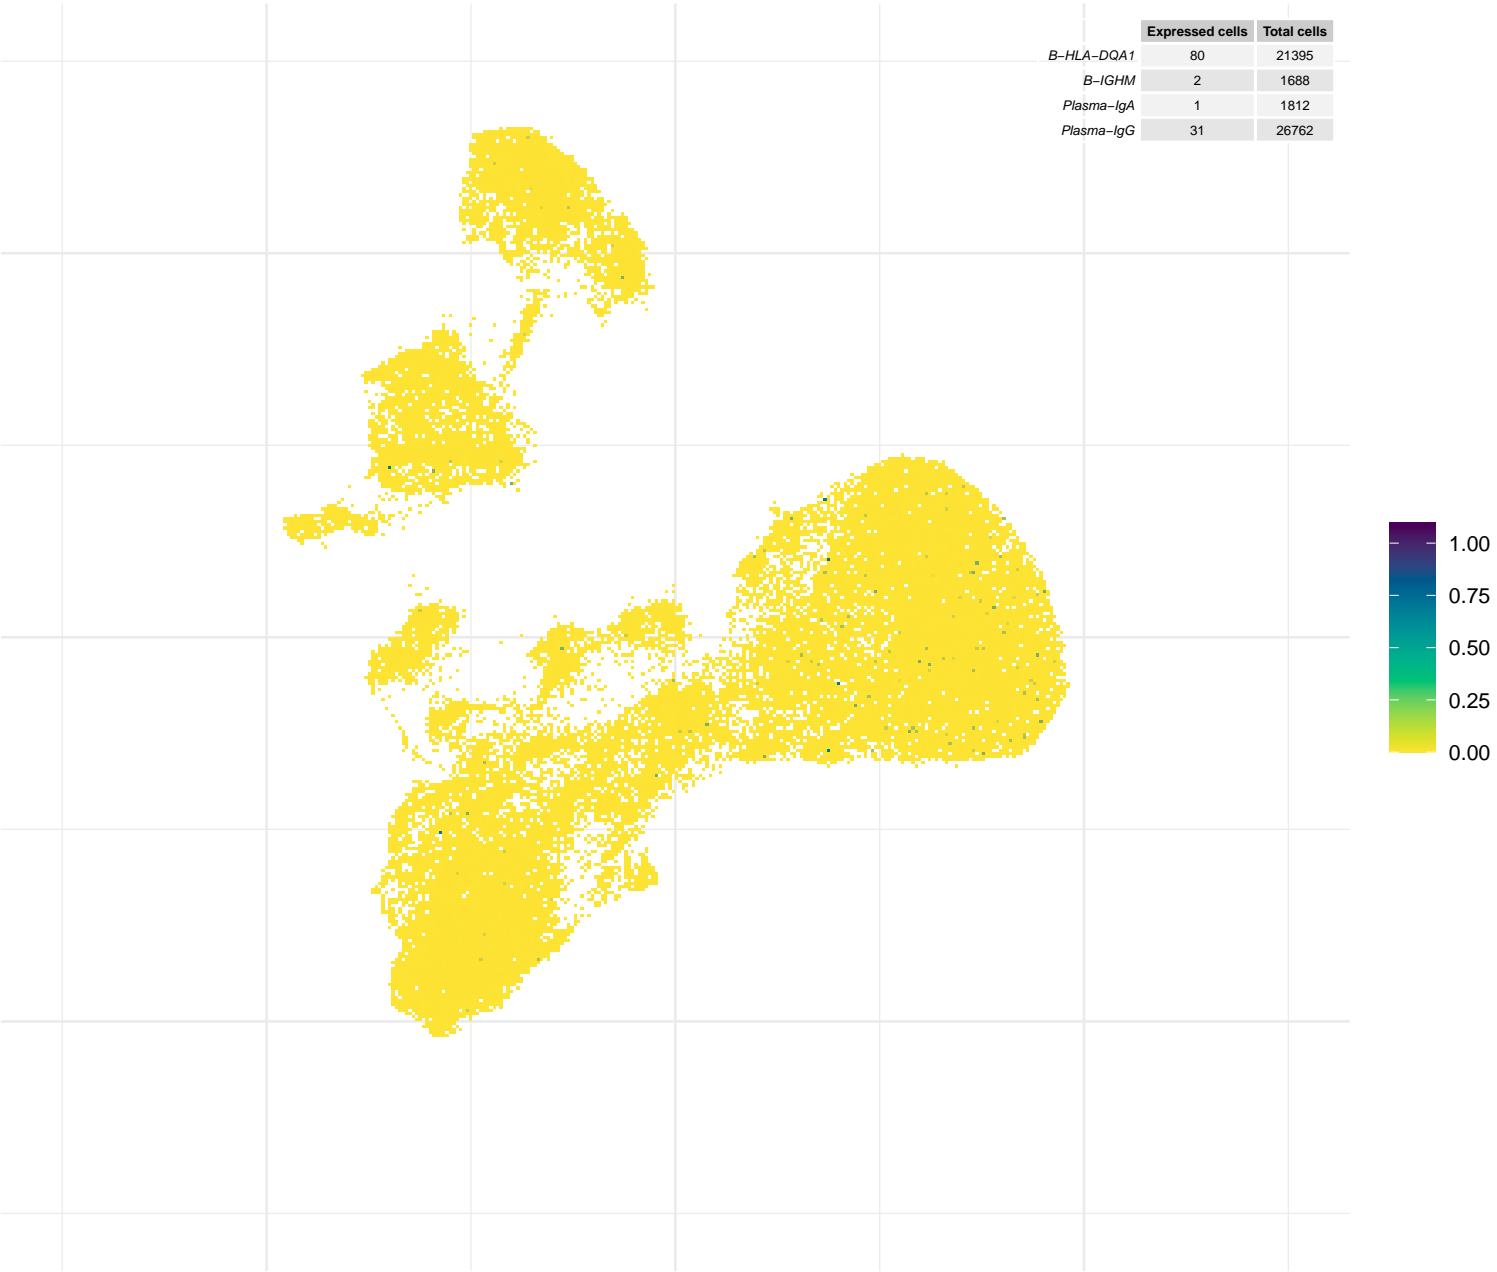 Expressed cells Total cells
B−HLA−DQA1 80 21395
B−IGHM 2 1688
Plasma−IgA 1 1812
Plasma−IgG 31 26762
1.00
0.75
0.50
0.25
0.00